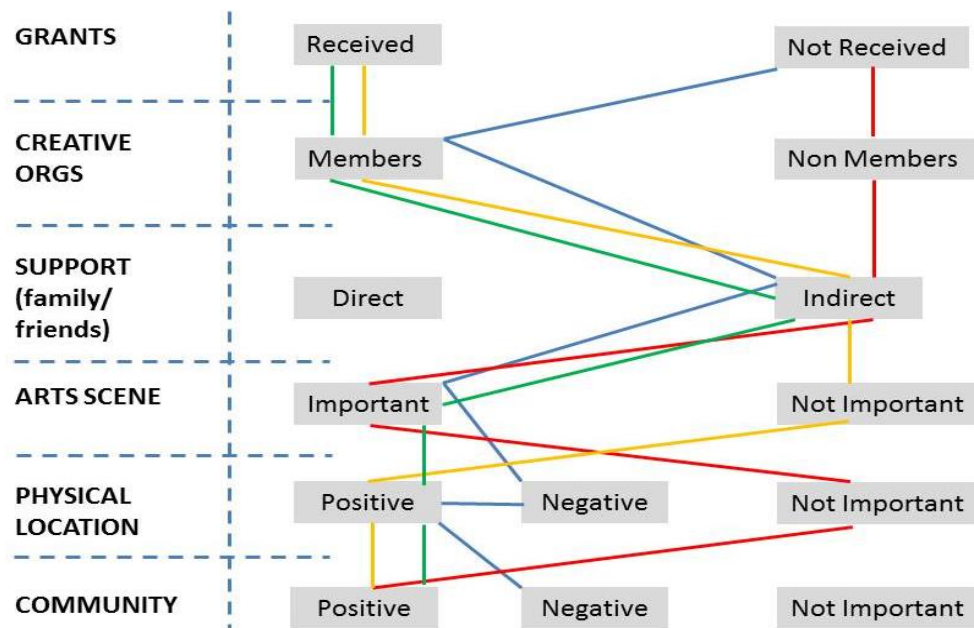 GRANTS
Received
Not Received
CREATIVE
ORGS
Members
Non Members
SUPPORT
(family/
friends)
Direct
Indirect
ARTS SCENE
Important
Not Important
PHYSICAL
LOCATION
Positive
Negative
Not Important
COMMUNITY
Positive
Negative
Not Important